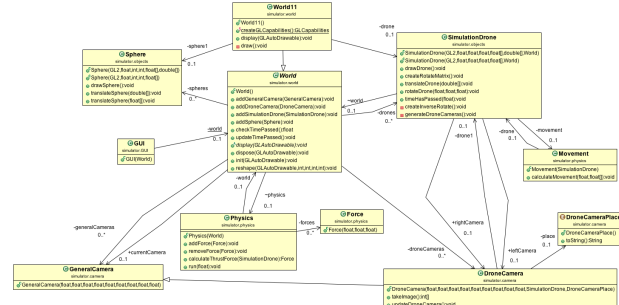 World11
simulator.world
World11()
createGLCapabilities():GLCapabilities
display(GLAutoDrawable):void
draw():void
-sphere1
0..1
-drone
0..1
Sphere
simulator.objects
Sphere(GL2,float,int,int,float[],double[])
Sphere(GL2,float,int,int,float[])
drawSphere():void
translateSphere(double[]):void
translateSphere(float[]):void
-spheres
0..*
SimulationDrone
simulator.objects
SimulationDrone(GL2,float,float,float[],double[],World)
SimulationDrone(GL2,float,float,float[],World)
drawDrone():void
createRotateMatrix():void
translateDrone(double[]):void
rotateDrone(float,float,float):void
timeHasPassed(float):void
createInverseRotate():void
generateDroneCameras():void
World
simulator.world
World()
addGeneralCamera(GeneralCamera):void
addDroneCamera(DroneCamera):void
addSimulationDrone(SimulationDrone):void
addSphere(Sphere):void
checkTimePassed():float
updateTimePassed():void
display(GLAutoDrawable):void
dispose(GLAutoDrawable):void
init(GLAutoDrawable):void
reshape(GLAutoDrawable,int,int,int,int):void
-world
0..1
-drones
0..*
GUI
simulator.GUI
GUI(World)
-world
0..1
-drone1
0..1
-drone
0..1
-movement
0..1
Movement
simulator.physics
Movement(SimulationDrone)
calculateMovement(float,float[]):void
-world
0..1
-physics
0..1
Physics
simulator.physics
Physics(World)
addForce(Force):void
removeForce(Force):void
calculateThrustForce(SimulationDrone):Force
run(float):void
-forces
0..*
Force
simulator.physics
Force(float,float,float)
-generalCameras
0..*
+currentCamera
0..1
-droneCameras
0..*
+rightCamera
0..1
+leftCamera
0..1
-place
0..1
DroneCameraPlace
simulator.camera
DroneCameraPlace()
toString():String
GeneralCamera
simulator.camera
GeneralCamera(float,float,float,float,float,float,float,float,float)
DroneCamera
simulator.camera
DroneCamera(float,float,float,float,float,float,float,float,float,SimulationDrone,DroneCameraPlace)
takeImage():int[]
updateDroneCamera():void